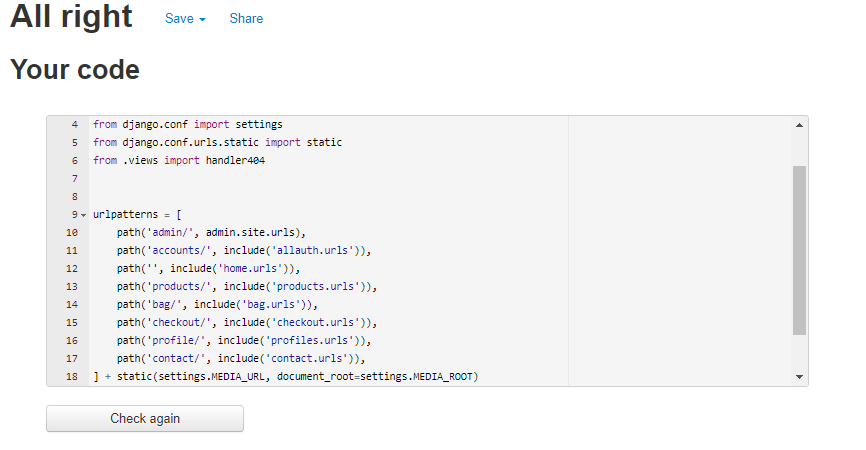 All right Save Share
Your code
4 from django.conf import settings
5 from django.conf.urls.static import static
6 from .views import handler404
7
8
9 urlpatterns = [
10 path('admin/', admin.site.urls),
11 path('accounts/', include('allauth.urls')),
12 path('', include('home.urls')),
13 path('products/', include('products.urls')),
14 path('bag/', include('bag.urls')),
15 path('checkout/', include('checkout.urls')),
16 path('profile/', include('profiles.urls')),
17 path('contact/', include('contact.urls')),
18 ] + static(settings.MEDIA_URL, document_root=settings.MEDIA_ROOT)
Check again